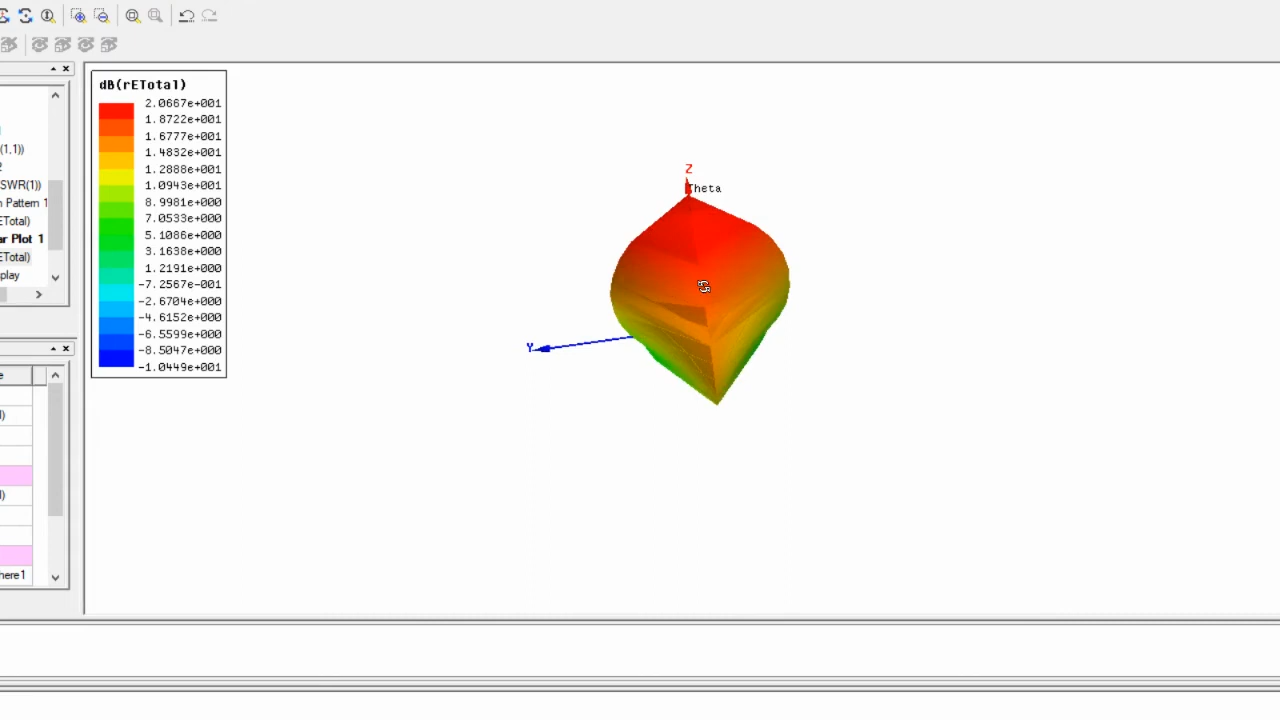 (1,1))
SWR(1))
n Pattern 1
ETotal)
ar Plot 1
ETotal)
play
e
l)
l)
here1
dB(rETotal)
2.0667e+001
1.8722e+001
1.6777e+001
1.4832e+001
1.2888e+001
1.0943e+001
8.9981e+000
7.0533e+000
5.1086e+000
3.1638e+000
1.2191e+000
-7.2567e-001
-2.6704e+000
-4.6152e+000
-6.5599e+000
-8.5047e+000
-1.0449e+001
Z
Theta
Y